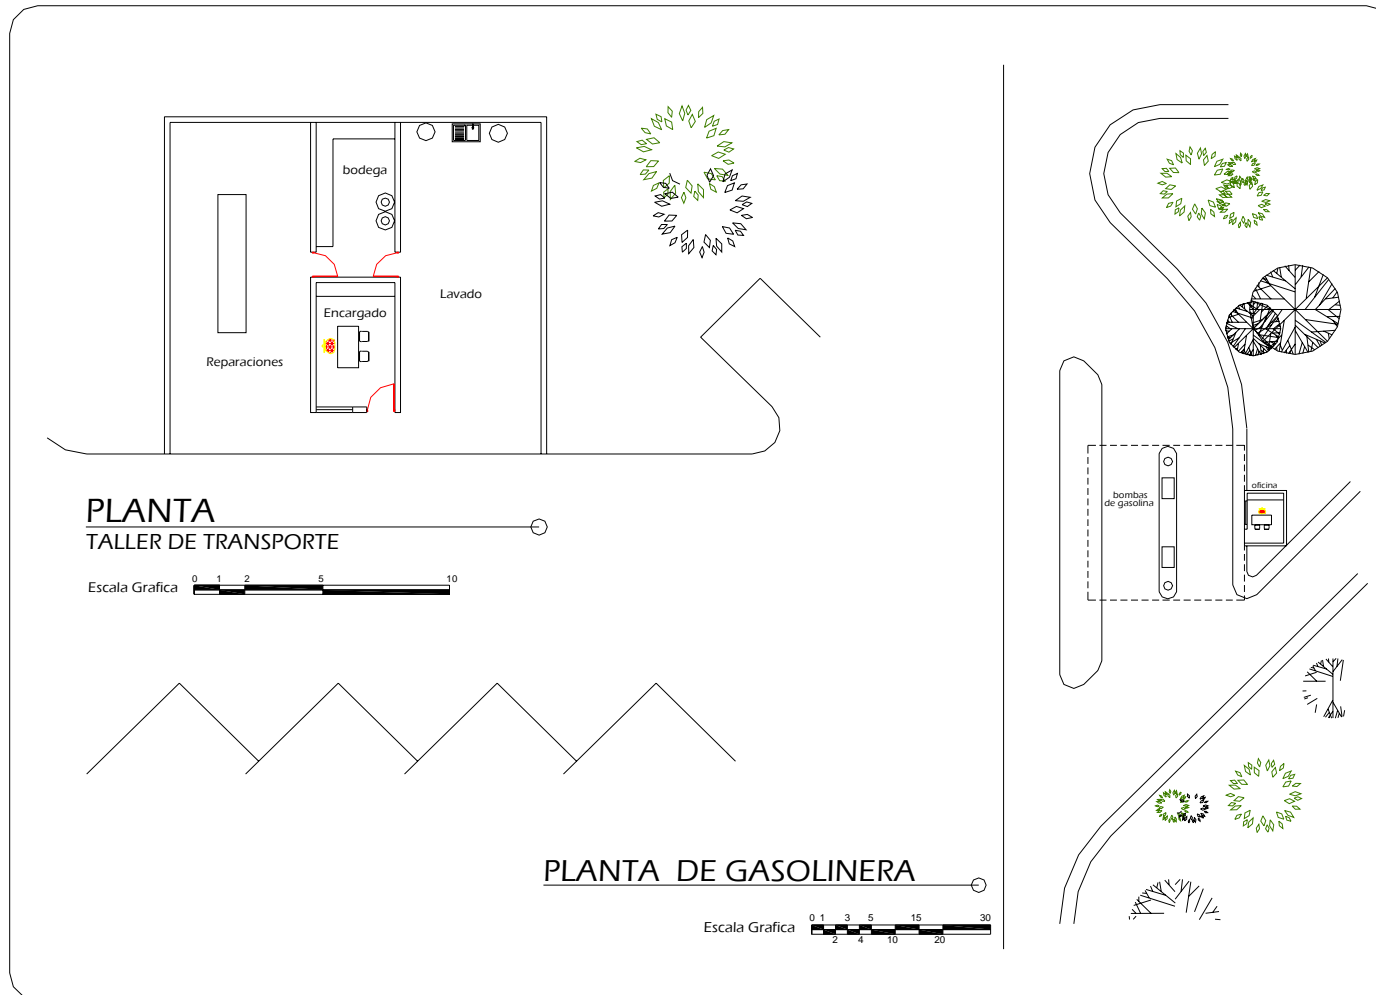 bodega
Lavado
Encargado
Reparaciones
PLANTA
TALLER DE TRANSPORTE
Escala Grafica
0 1 2 5 10
bombas
de gasolina
oficina
PLANTA DE GASOLINERA
Escala Grafica
0 1 3 5 15 30
2 4 10 20